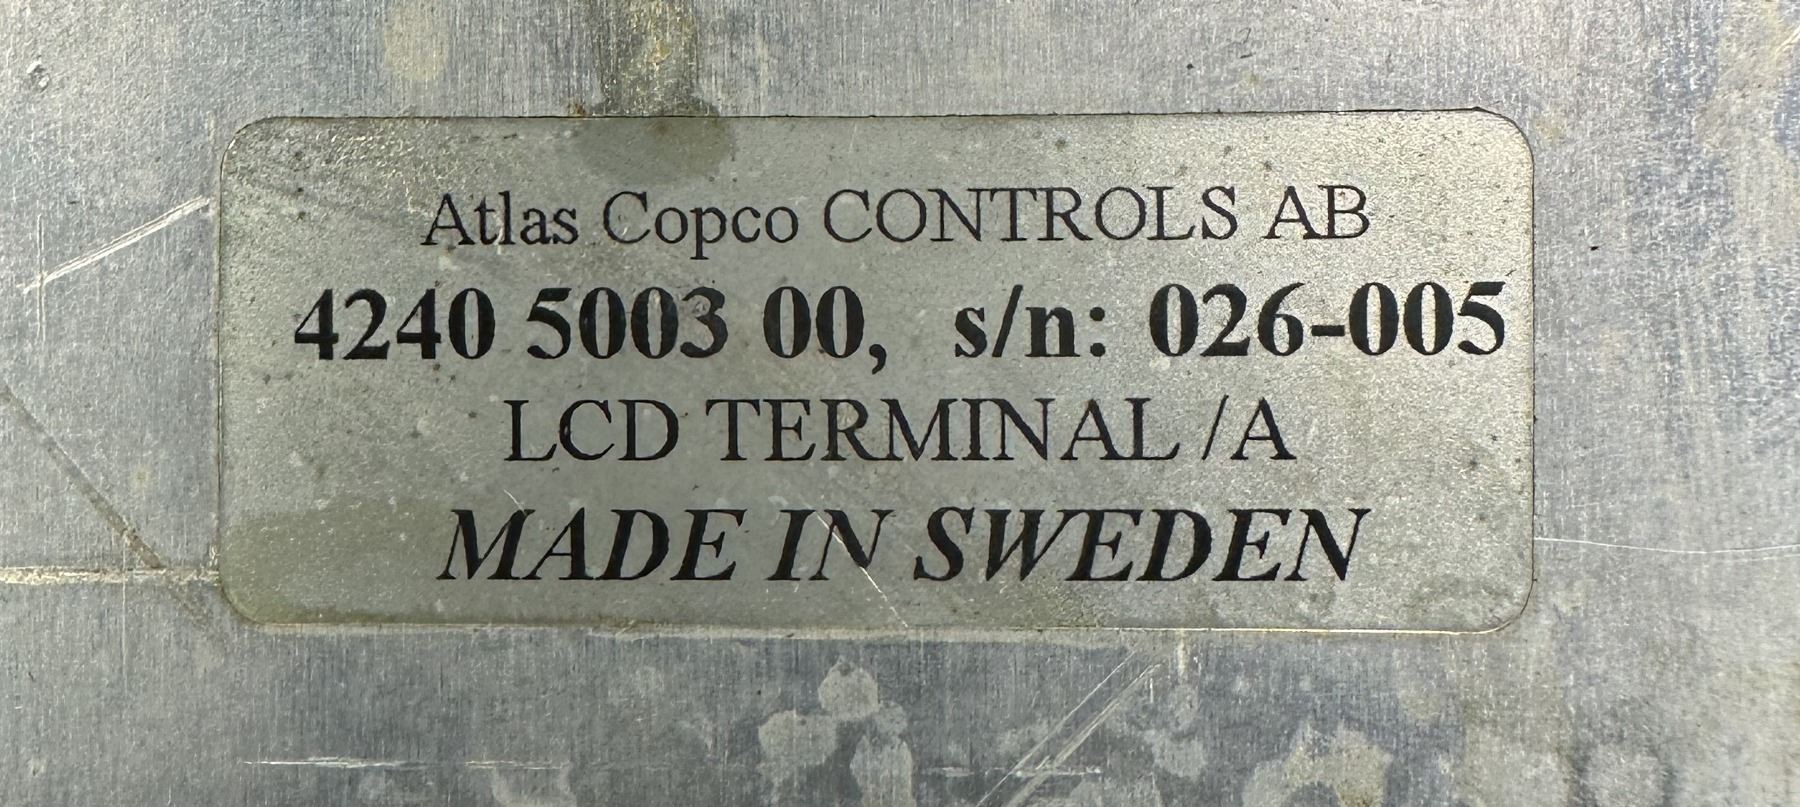 Atlas Copco CONTROLS AB
4240 5003 00, s/n: 026-005
LCD TERMINAL /A
MADE IN SWEDEN